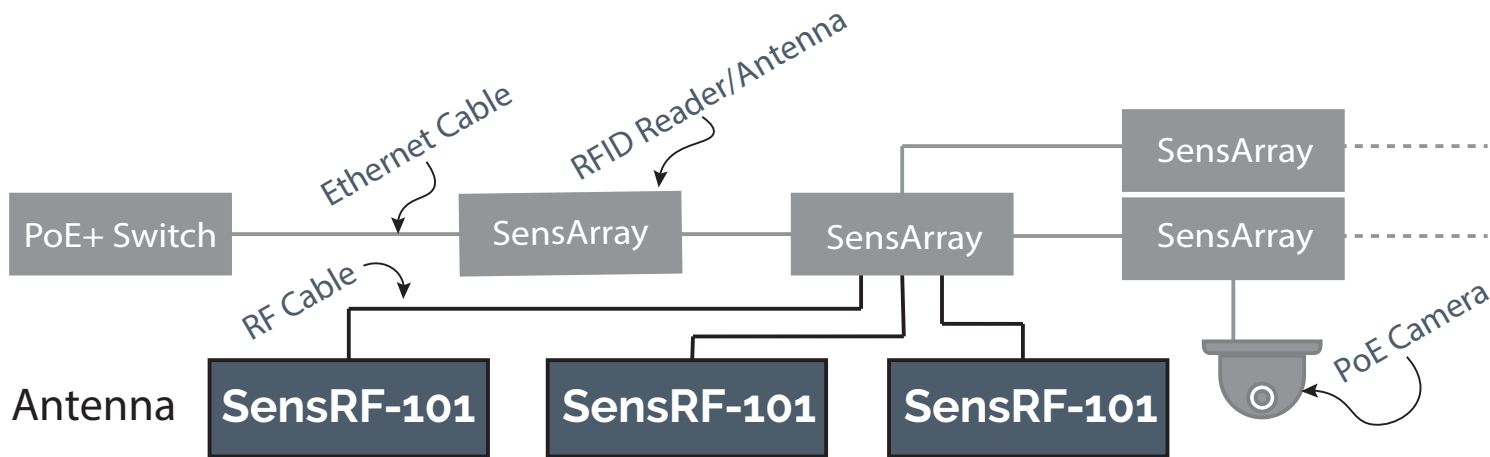 Ethernet Cable
RFID Reader/Antenna
SensArray
PoE+ Switch
SensArray
SensArray
SensArray
RF Cable
PoE Camera
Antenna
SensRF-101
SensRF-101
SensRF-101